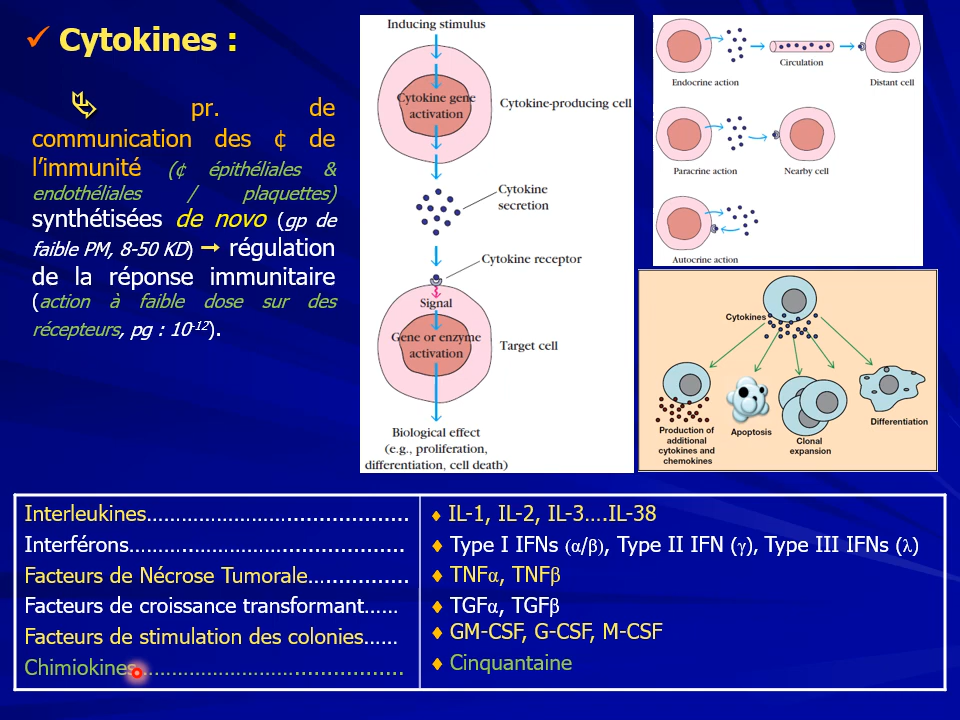 ✓ Cytokines :
pr. de
communication des ¢ de
l’immunité (¢ épithéliales &
endothéliales / plaquettes)
synthétisées de novo (gp de
faible PM, 8-50 KD) ➞ régulation
de la réponse immunitaire
(action à faible dose sur des
récepteurs, pg : 10-12).
Inducing stimulus
Cytokine gene
activation
Cytokine-producing cell
Cytokine
secretion
Cytokine receptor
Signal
Gene or enzyme
activation
Target cell
Biological effect
(e.g., proliferation,
differentiation, cell death)
Endocrine action
Circulation
Distant cell
Paracrine action
Nearby cell
Autocrine action
Cytokines
Production of
additional
cytokines and
chemokines
Apoptosis
Clonal
expansion
Differentiation
Interleukines……………………................... ♦ IL-1, IL-2, IL-3….IL-38
Interférons………..……………................... ♦ Type I IFNs (α/β), Type II IFN (γ), Type III IFNs (λ)
Facteurs de Nécrose Tumorale…............. ♦ TNFα, TNFβ
Facteurs de croissance transformant…… ♦ TGFα, TGFβ
Facteurs de stimulation des colonies…… ♦ GM-CSF, G-CSF, M-CSF
Chimiokines……………………….................. ♦ Cinquantaine